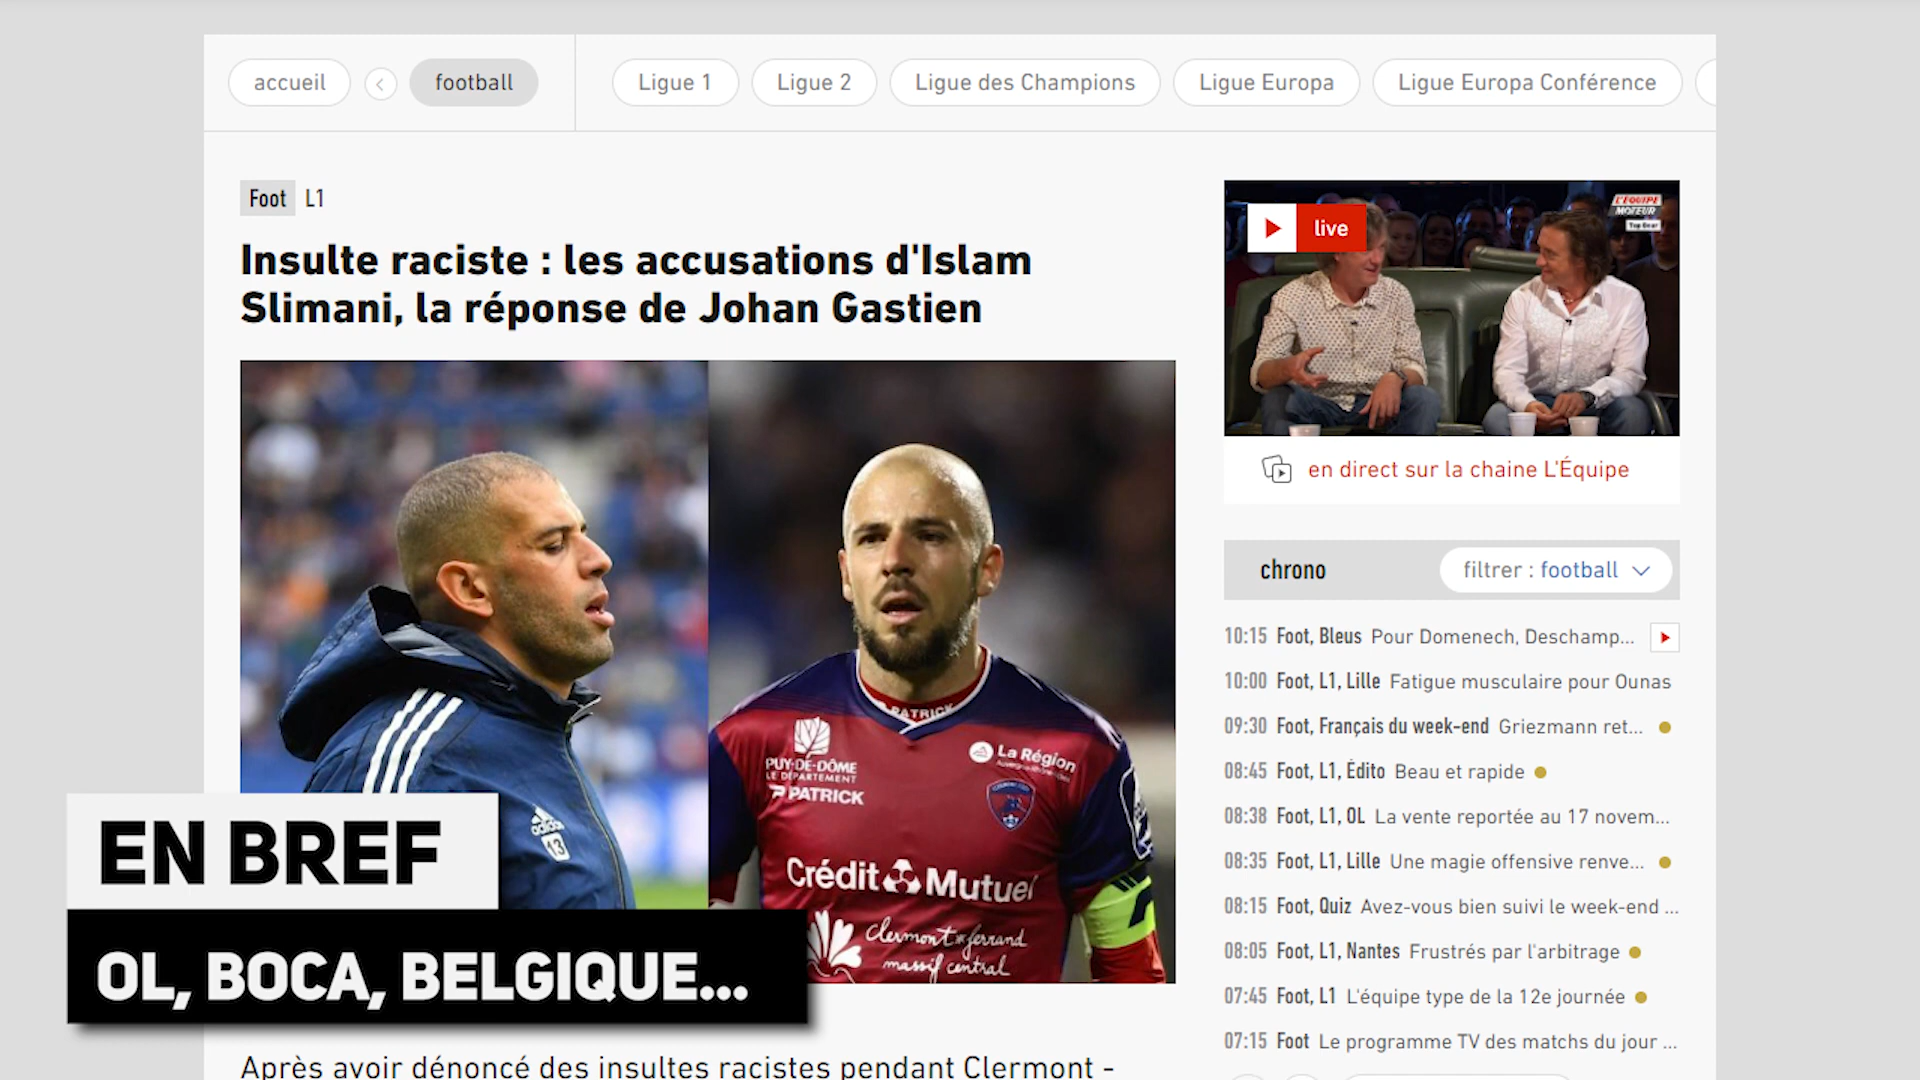 accueil
football
Ligue 1
Ligue 2
Ligue des Champions
Ligue Europa
Ligue Europa Conférence
Foot L1
Insulte raciste : les accusations d'Islam
Slimani, la réponse de Johan Gastien
PATRICK
PUY-DE-DÔME
LE DÉPARTEMENT
PATRICK
La Région
Crédit Mutuel
clermont ferrand
massif central
adidas
13
EN BREF
OL, BOCA, BELGIQUE...
Après avoir dénoncé des insultes racistes pendant Clermont -
live
L'ÉQUIPE
MOTEUR
Top Gear
en direct sur la chaine L'Équipe
chrono
filtrer : football
10:15 Foot, Bleus Pour Domenech, Deschamp...
10:00 Foot, L1, Lille Fatigue musculaire pour Ounas
09:30 Foot, Français du week-end Griezmann ret...
08:45 Foot, L1, Édito Beau et rapide
08:38 Foot, L1, OL La vente reportée au 17 novem...
08:35 Foot, L1, Lille Une magie offensive renve...
08:15 Foot, Quiz Avez-vous bien suivi le week-end ...
08:05 Foot, L1, Nantes Frustrés par l'arbitrage
07:45 Foot, L1 L'équipe type de la 12e journée
07:15 Foot Le programme TV des matchs du jour ...